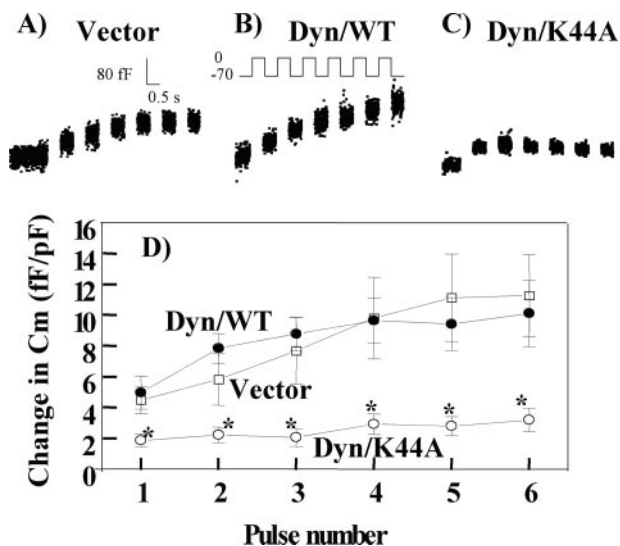 A) Vector
80 fF
0.5 s
B) Dyn/WT
0
-70
C) Dyn/K44A
D)
Change in Cm (fF/pF)
16
14
12
10
8
6
4
2
0
Dyn/WT
Vector
* * * * * *
Dyn/K44A
1 2 3 4 5 6
Pulse number